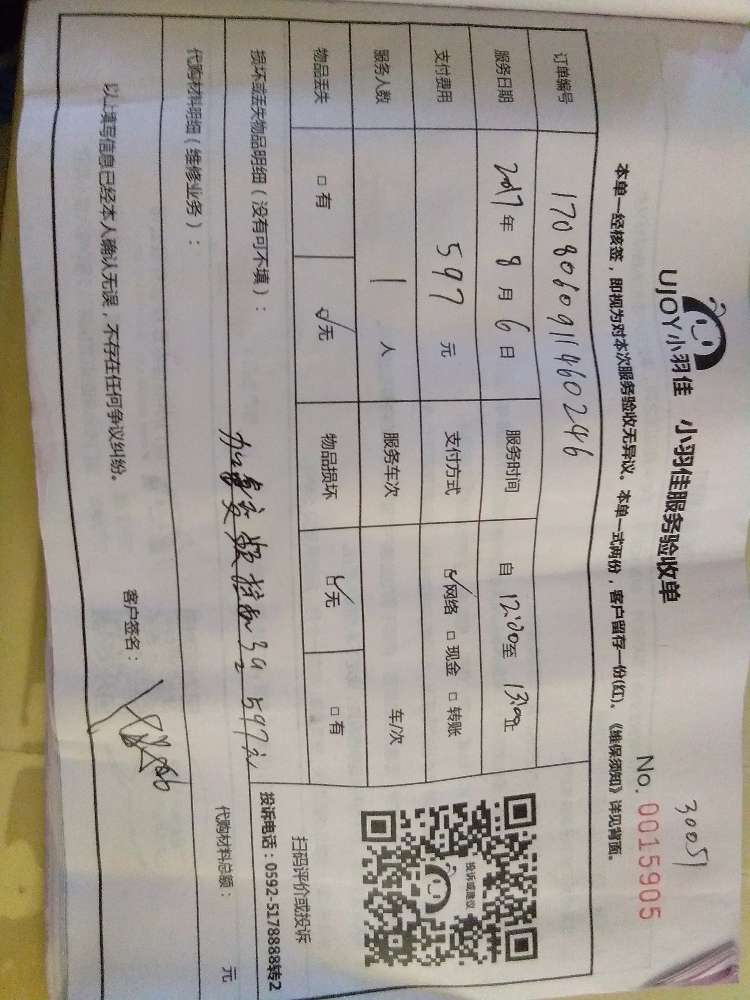 30051
UJOY小羽佳 小羽佳服务验收单 No. 0015905
本单一经核签，即视为对本次服务验收无异议。本单一式两份，客户留存一份(红)。《维保须知》详见背面。
订单编号 170806091460246
服务日期 2017年 8月 6日 服务时间 自 12:00至 13:00止
支付费用 597 元 支付方式 ☑网络 □现金 □转账
服务人数 1 人 服务车次 车/次
物品丢失 □有 ☑无 物品损坏 ☑无 □有
投诉或建议
扫码评价或投诉
投诉电话：0592-5178888转2
损坏或丢失物品明细（没有可不填）：
597元
代购材料明细（维修业务）： 代购材料总额： 元
以上填写信息已经本人确认无误，不存在任何争议纠纷。 客户签名：